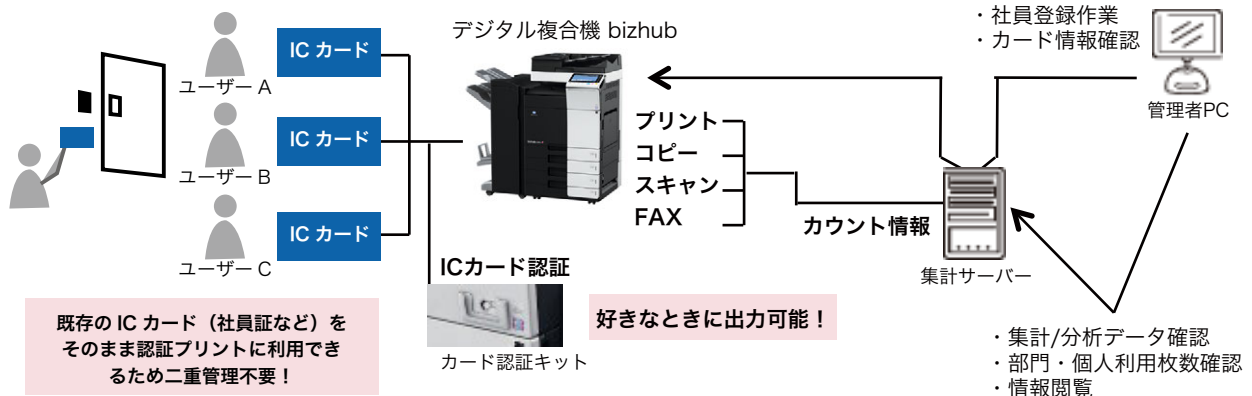 ユーザー A
IC カード
ユーザー B
IC カード
ユーザー C
IC カード
既存の IC カード（社員証など）を
そのまま認証プリントに利用でき
るため二重管理不要！
デジタル複合機 bizhub
プリント
コピー
スキャン
FAX
ICカード認証
カード認証キット
好きなときに出力可能！
カウント情報
集計サーバー
・社員登録作業
・カード情報確認
管理者PC
・集計/分析データ確認
・部門・個人利用枚数確認
・情報閲覧